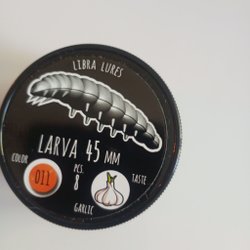 LIBRA LURES
LARVA 45 MM
COLOR
011
PCS.
8
TASTE
GARLIC